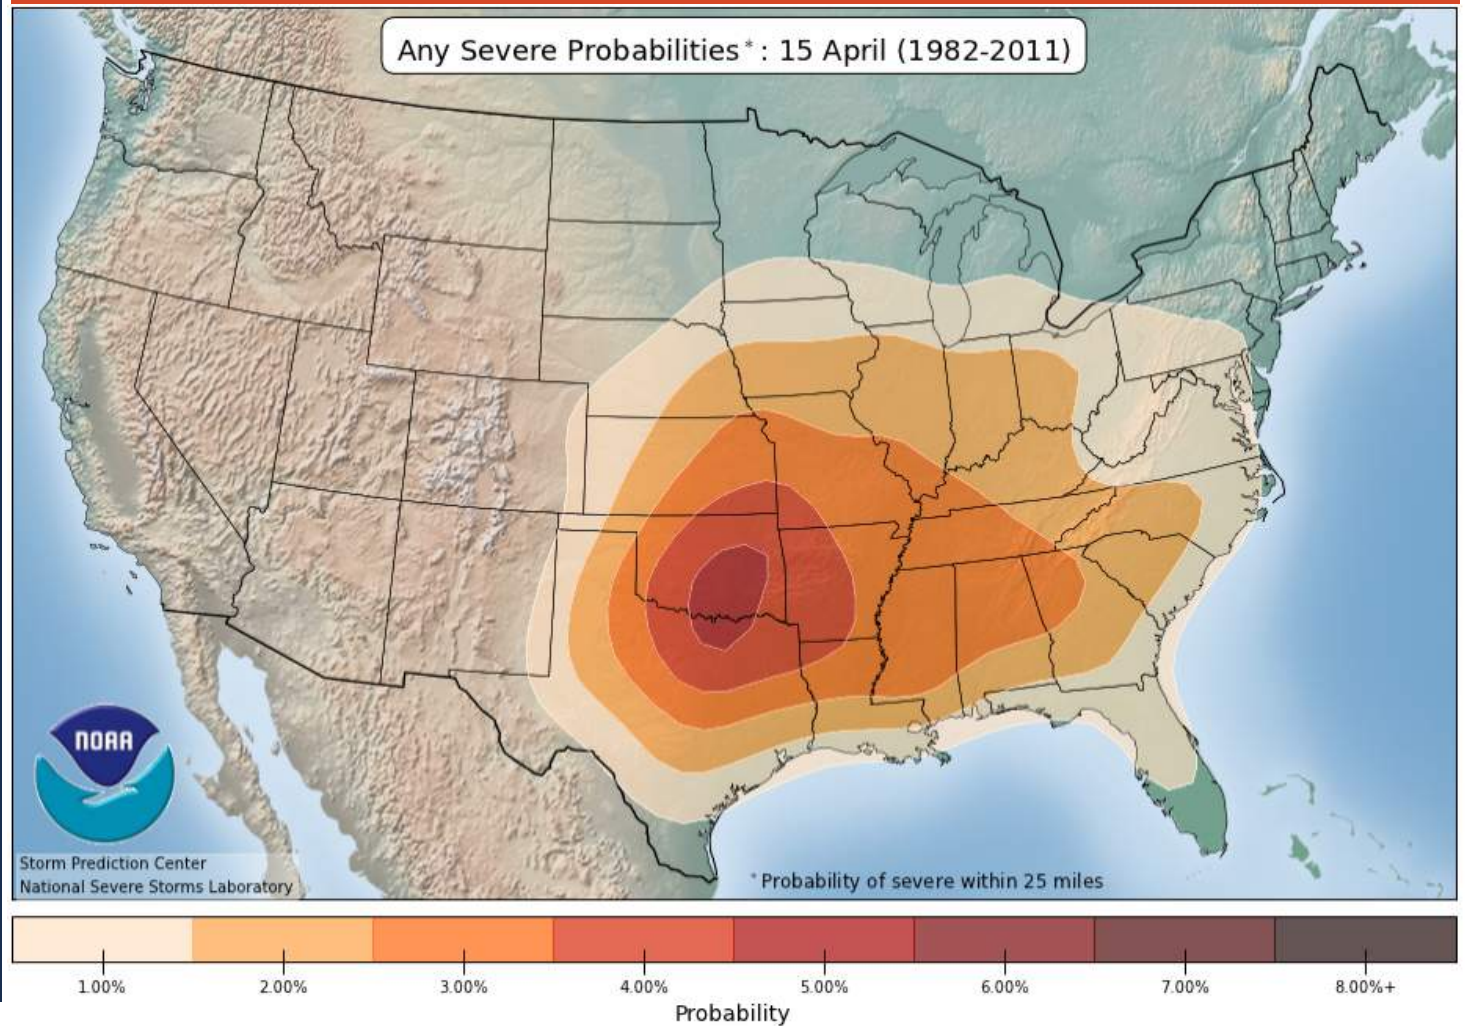 Any Severe Probabilities*: 15 April (1982-2011)
NOAA
Storm Prediction Center
National Severe Storms Laboratory
*Probability of severe within 25 miles
1.00% 2.00% 3.00% 4.00% 5.00% 6.00% 7.00% 8.00%+
Probability